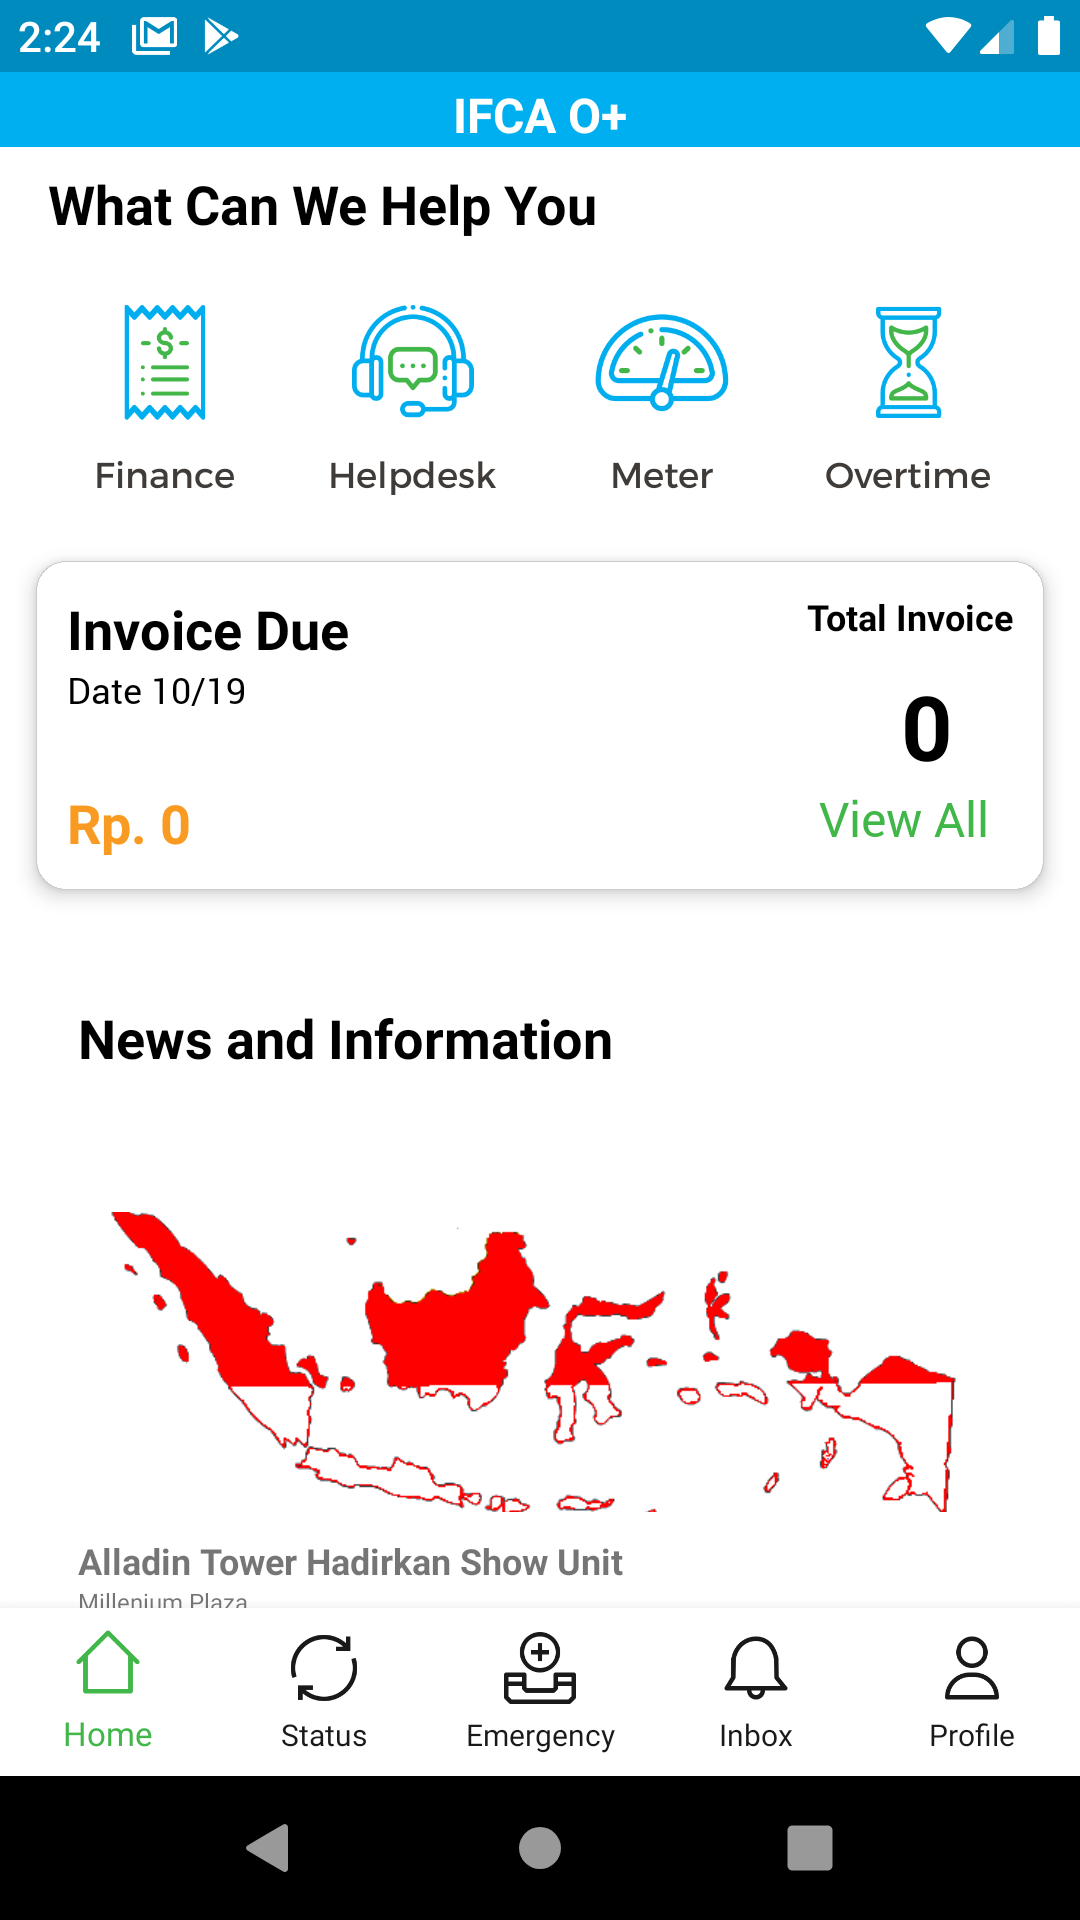 2:24
IFCA O+
What Can We Help You
Finance Helpdesk Meter Overtime
Invoice Due
Total Invoice
Date 10/19
0
Rp. 0
View All
News and Information
Alladin Tower Hadirkan Show Unit
Millenium Plaza
Home Status Emergency Inbox Profile